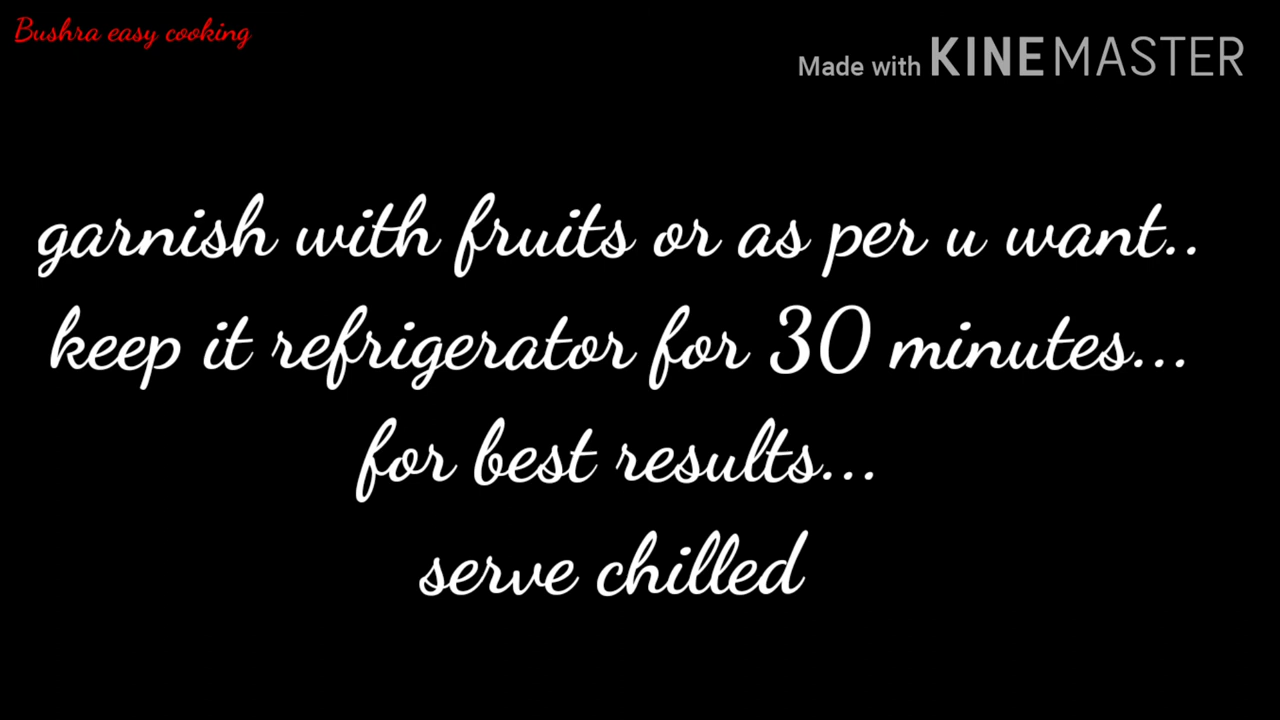 Bushra easy cooking
Made with KINEMASTER
garnish with fruits or as per u want..
keep it refrigerator for 30 minutes...
for best results...
serve chilled